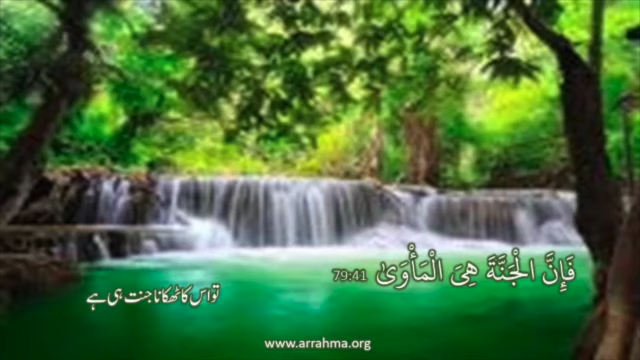 فَإِنَّ الْجَنَّةَ هِيَ الْمَأْوَىٰ 79:41
تو اس کا ٹھکانا جنت ہی ہے
www.arrahma.org